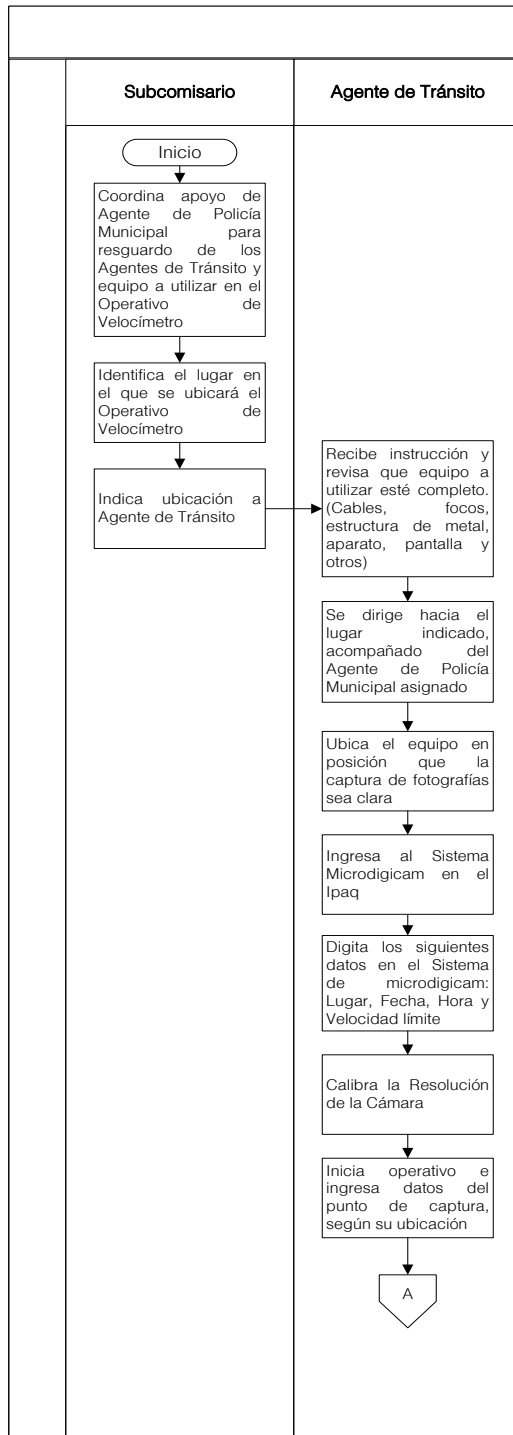 Subcomisario
Agente de Tránsito
Inicio
Coordina apoyo de
Agente de Policía
Municipal para
resguardo de los
Agentes de Tránsito y
equipo a utilizar en el
Operativo de
Velocímetro
Identifica el lugar en
el que se ubicará el
Operativo de
Velocímetro
Indica ubicación a
Agente de Tránsito
Recibe instrucción y
revisa que equipo a
utilizar esté completo.
(Cables, focos,
estructura de metal,
aparato, pantalla y
otros)
Se dirige hacia el
lugar indicado,
acompañado del
Agente de Policía
Municipal asignado
Ubica el equipo en
posición que la
captura de fotografías
sea clara
Ingresa al Sistema
Microdigicam en el
Ipaq
Digita los siguientes
datos en el Sistema
de microdigicam:
Lugar, Fecha, Hora y
Velocidad límite
Calibra la Resolución
de la Cámara
Inicia operativo e
ingresa datos del
punto de captura,
según su ubicación
A